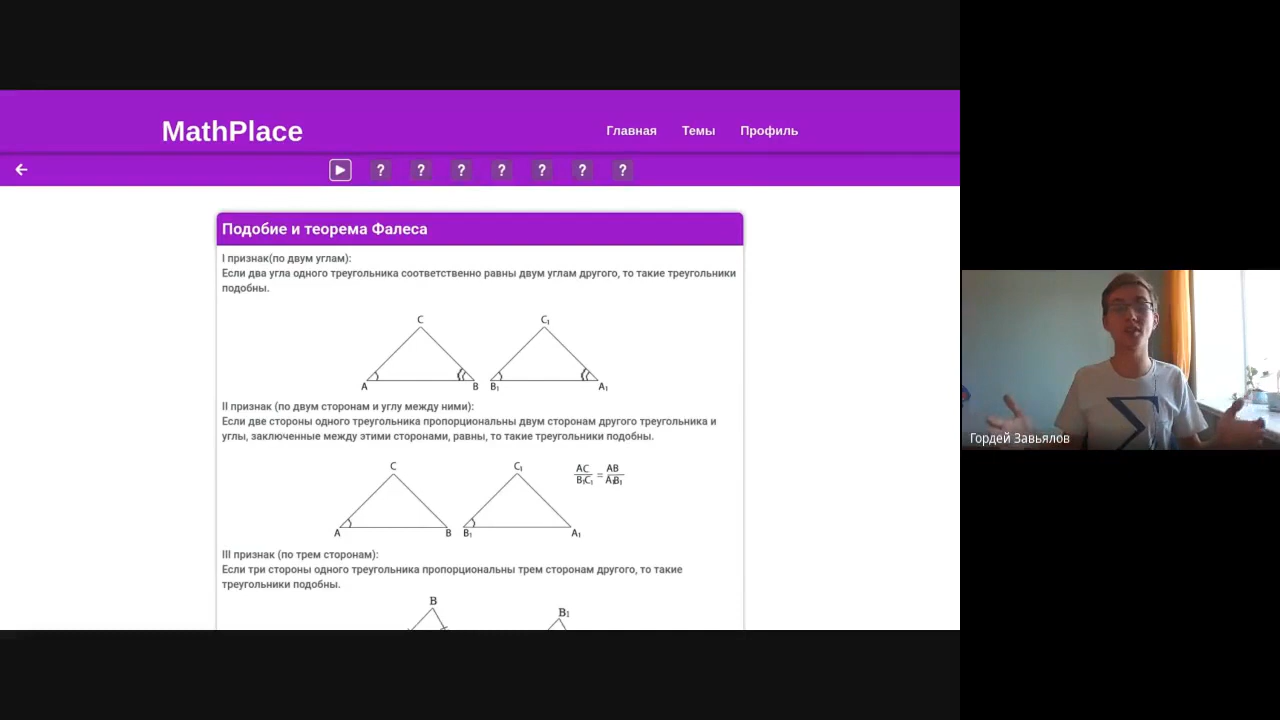 MathPlace
Главная Темы Профиль
? ? ? ? ? ? ?
Подобие и теорема Фалеса
I признак(по двум углам):
Если два угла одного треугольника соответственно равны двум углам другого, то такие треугольники
подобны.
C C₁
A B B₁ A₁
II признак (по двум сторонам и углу между ними):
Если две стороны одного треугольника пропорциональны двум сторонам другого треугольника и
углы, заключенные между этими сторонами, равны, то такие треугольники подобны.
C C₁ AC/B₁C₁ = AB/A₁B₁
A B B₁ A₁
III признак (по трем сторонам):
Если три стороны одного треугольника пропорциональны трем сторонам другого, то такие
треугольники подобны.
B B₁
Гордей Завьялов
Σ